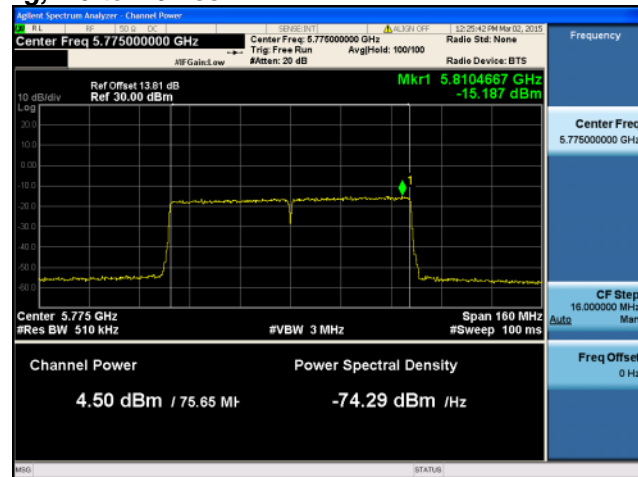 Agilent Spectrum Analyzer - Channel Power
RL RF 50 Ω DC SENSE:INT ALIGN OFF 12:25:42 PM Mar 02, 2015
Center Freq 5.775000000 GHz
Center Freq: 5.775000000 GHz
Radio Std: None
Trig: Free Run Avg|Hold: 100/100
#IFGain:Low #Atten: 20 dB Radio Device: BTS
Mkr1 5.8104667 GHz
-15.187 dBm
Ref Offset 13.81 dB
10 dB/div Ref 30.00 dBm
Log
20.0
10.0
0.00
-10.0
-20.0
-30.0
-40.0
-50.0
-60.0
1
Center 5.775 GHz Span 160 MHz
#Res BW 510 kHz #VBW 3 MHz #Sweep 100 ms
Channel Power Power Spectral Density
4.50 dBm / 75.65 MH -74.29 dBm /Hz
MSG STATUS
Frequency
Center Freq
5.775000000 GHz
CF Step
16.000000 MHz
Auto Man
Freq Offset
0 Hz